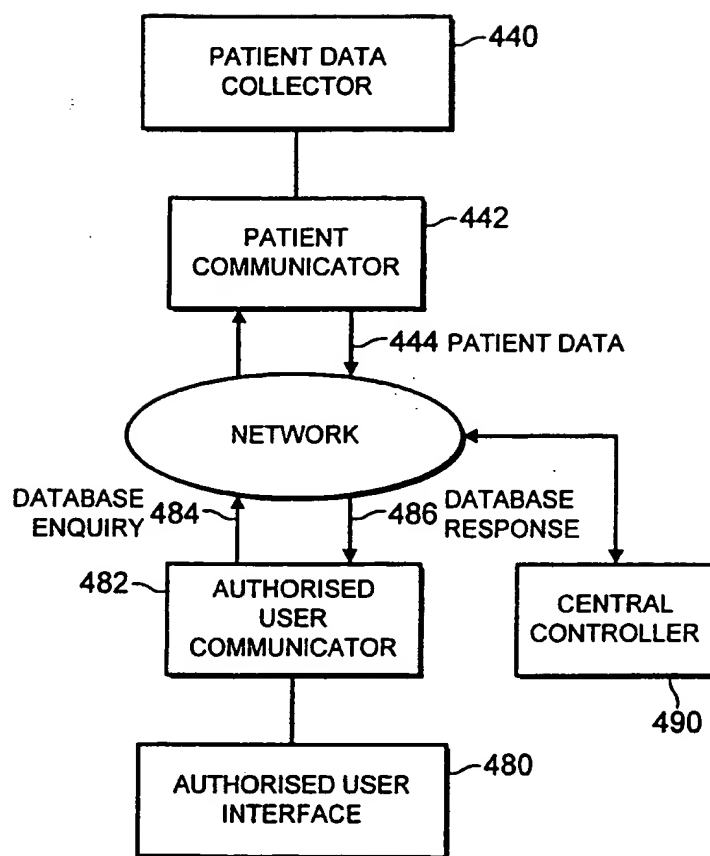 PATIENT DATA
COLLECTOR
440
PATIENT
COMMUNICATOR
442
444 PATIENT DATA
NETWORK
DATABASE
ENQUIRY
484
486
DATABASE
RESPONSE
482
AUTHORISED
USER
COMMUNICATOR
CENTRAL
CONTROLLER
490
AUTHORISED USER
INTERFACE
480